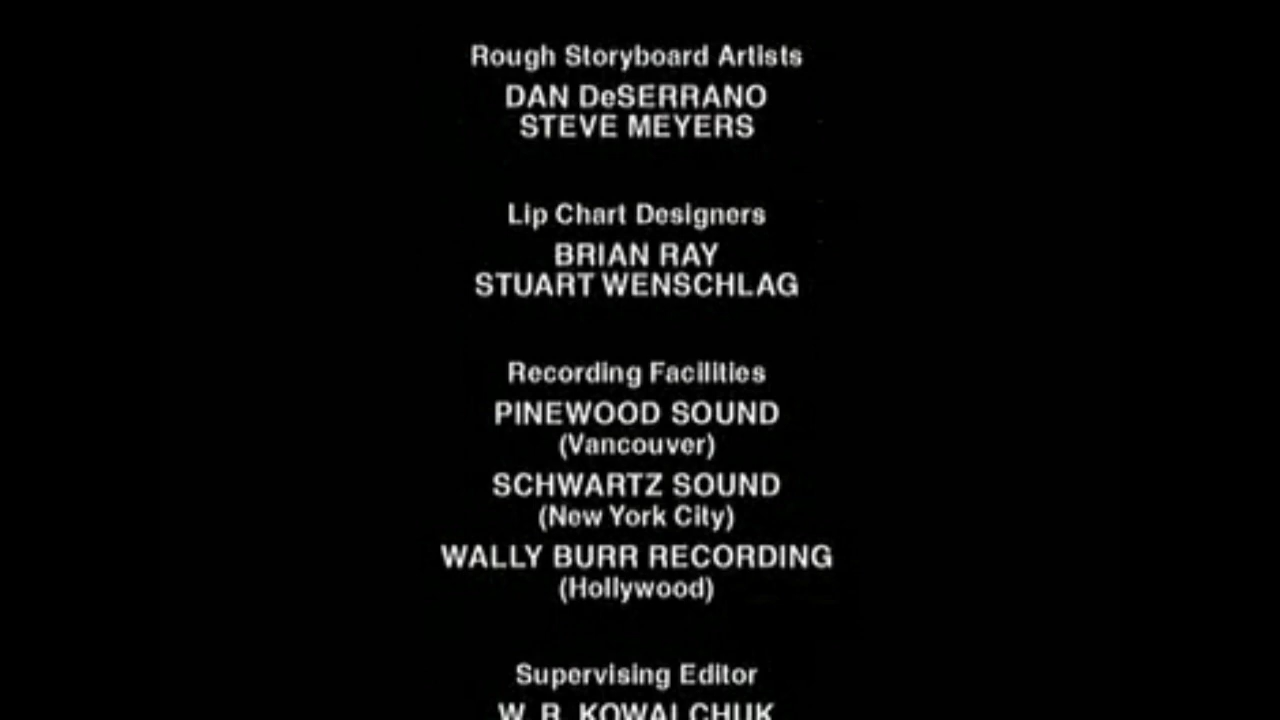 Rough Storyboard Artists
DAN DeSERRANO
STEVE MEYERS
Lip Chart Designers
BRIAN RAY
STUART WENSCHLAG
Recording Facilities
PINEWOOD SOUND
(Vancouver)
SCHWARTZ SOUND
(New York City)
WALLY BURR RECORDING
(Hollywood)
Supervising Editor
W. R. KOWALCHUK